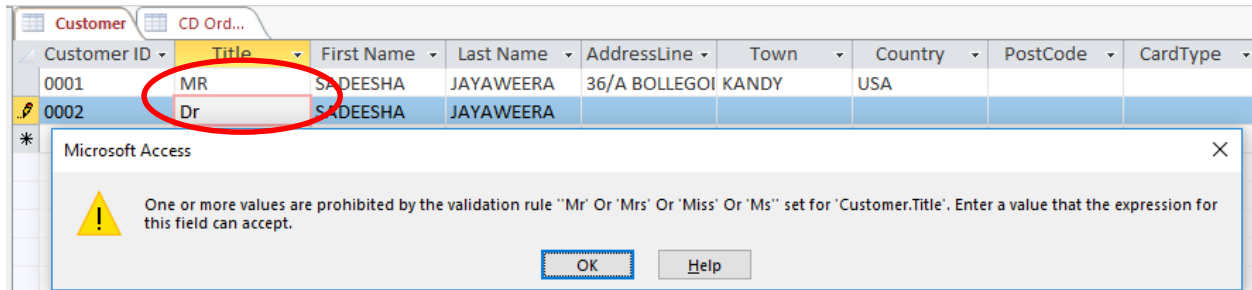 Customer CD Ord...
Customer ID Title First Name Last Name AddressLine Town Country PostCode CardType
0001 MR SADEESHA JAYAWEERA 36/A BOLLEGOD KANDY USA
0002 Dr SADEESHA JAYAWEERA
Microsoft Access
One or more values are prohibited by the validation rule "Mr' Or 'Mrs' Or 'Miss' Or 'Ms" set for 'Customer.Title'. Enter a value that the expression for
this field can accept.
OK Help